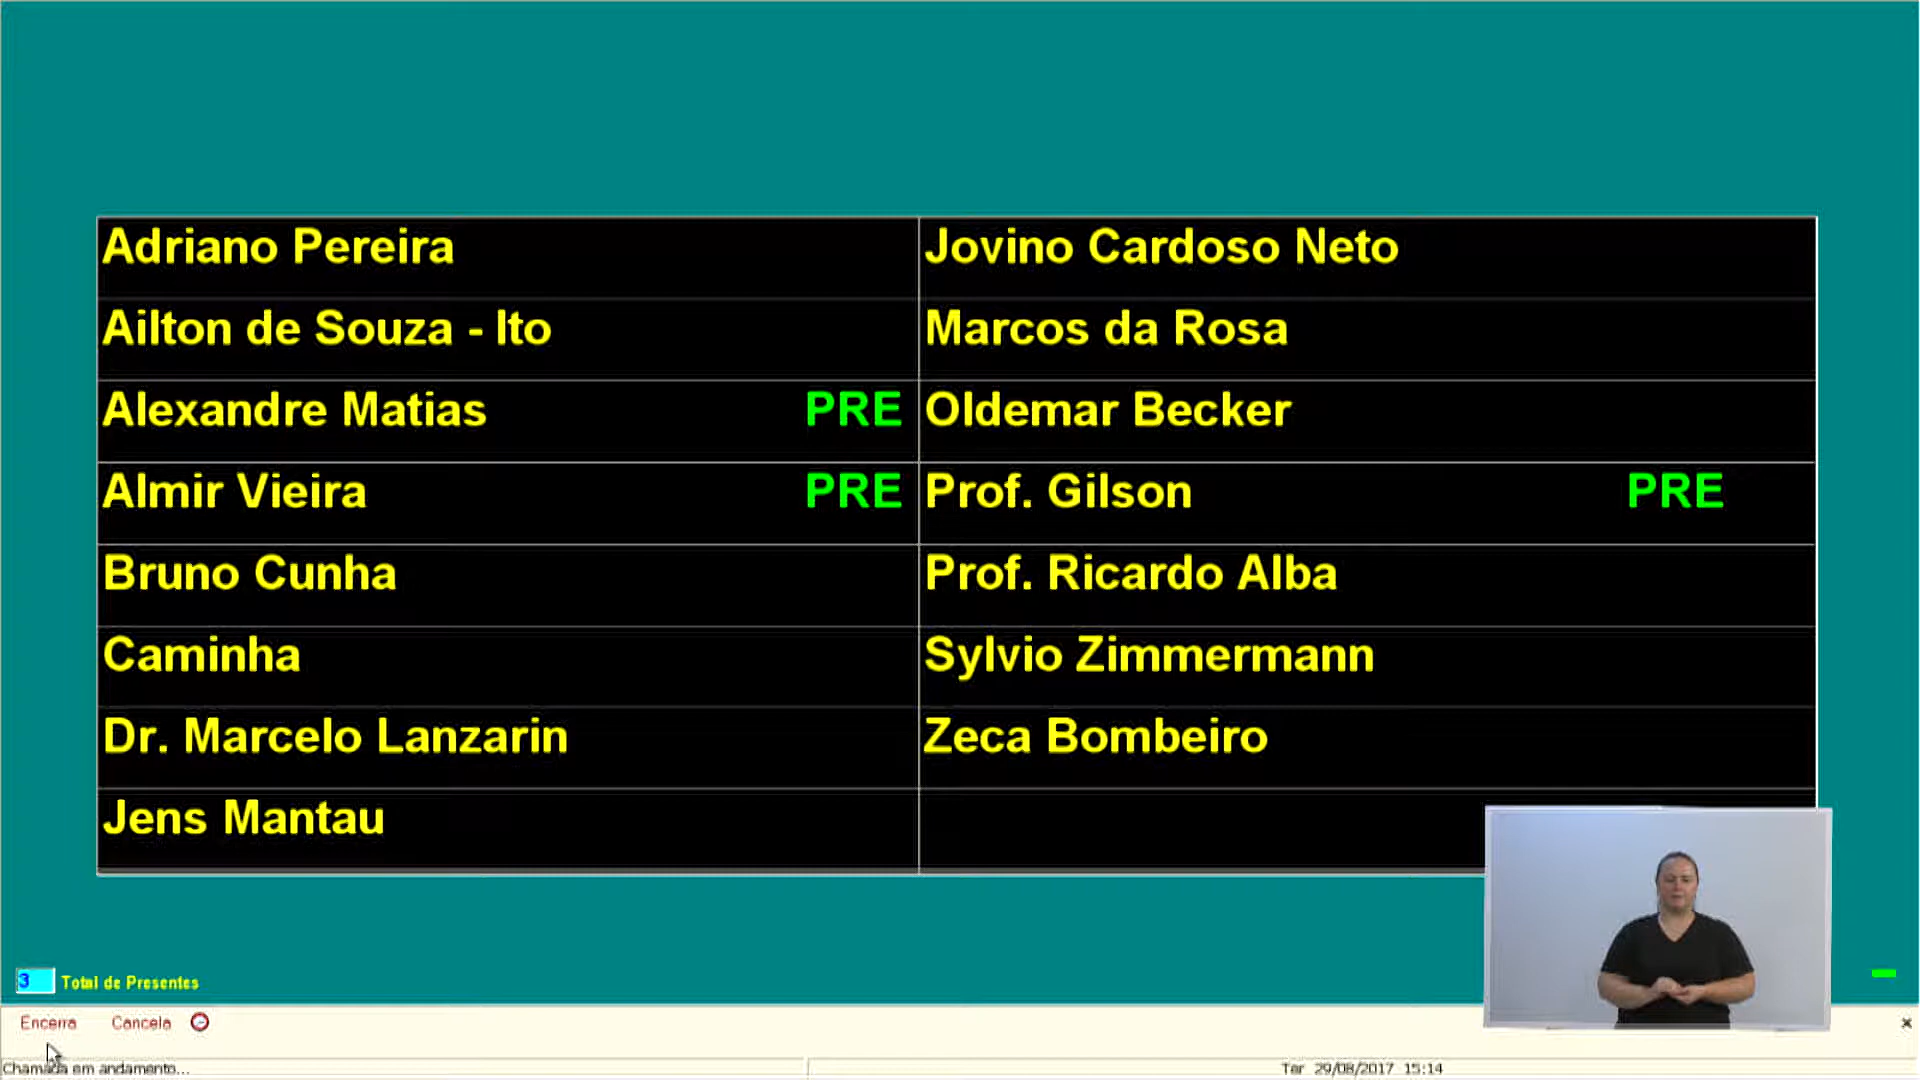 Adriano Pereira
Ailton de Souza - Ito
Alexandre Matias PRE
Almir Vieira PRE
Bruno Cunha
Caminha
Dr. Marcelo Lanzarin
Jens Mantau
Jovino Cardoso Neto
Marcos da Rosa
Oldemar Becker
Prof. Gilson PRE
Prof. Ricardo Alba
Sylvio Zimmermann
Zeca Bombeiro
3 Total de Presentes
Encerra Cancela
Chamada em andamento...
Ter 29/08/2017 15:14